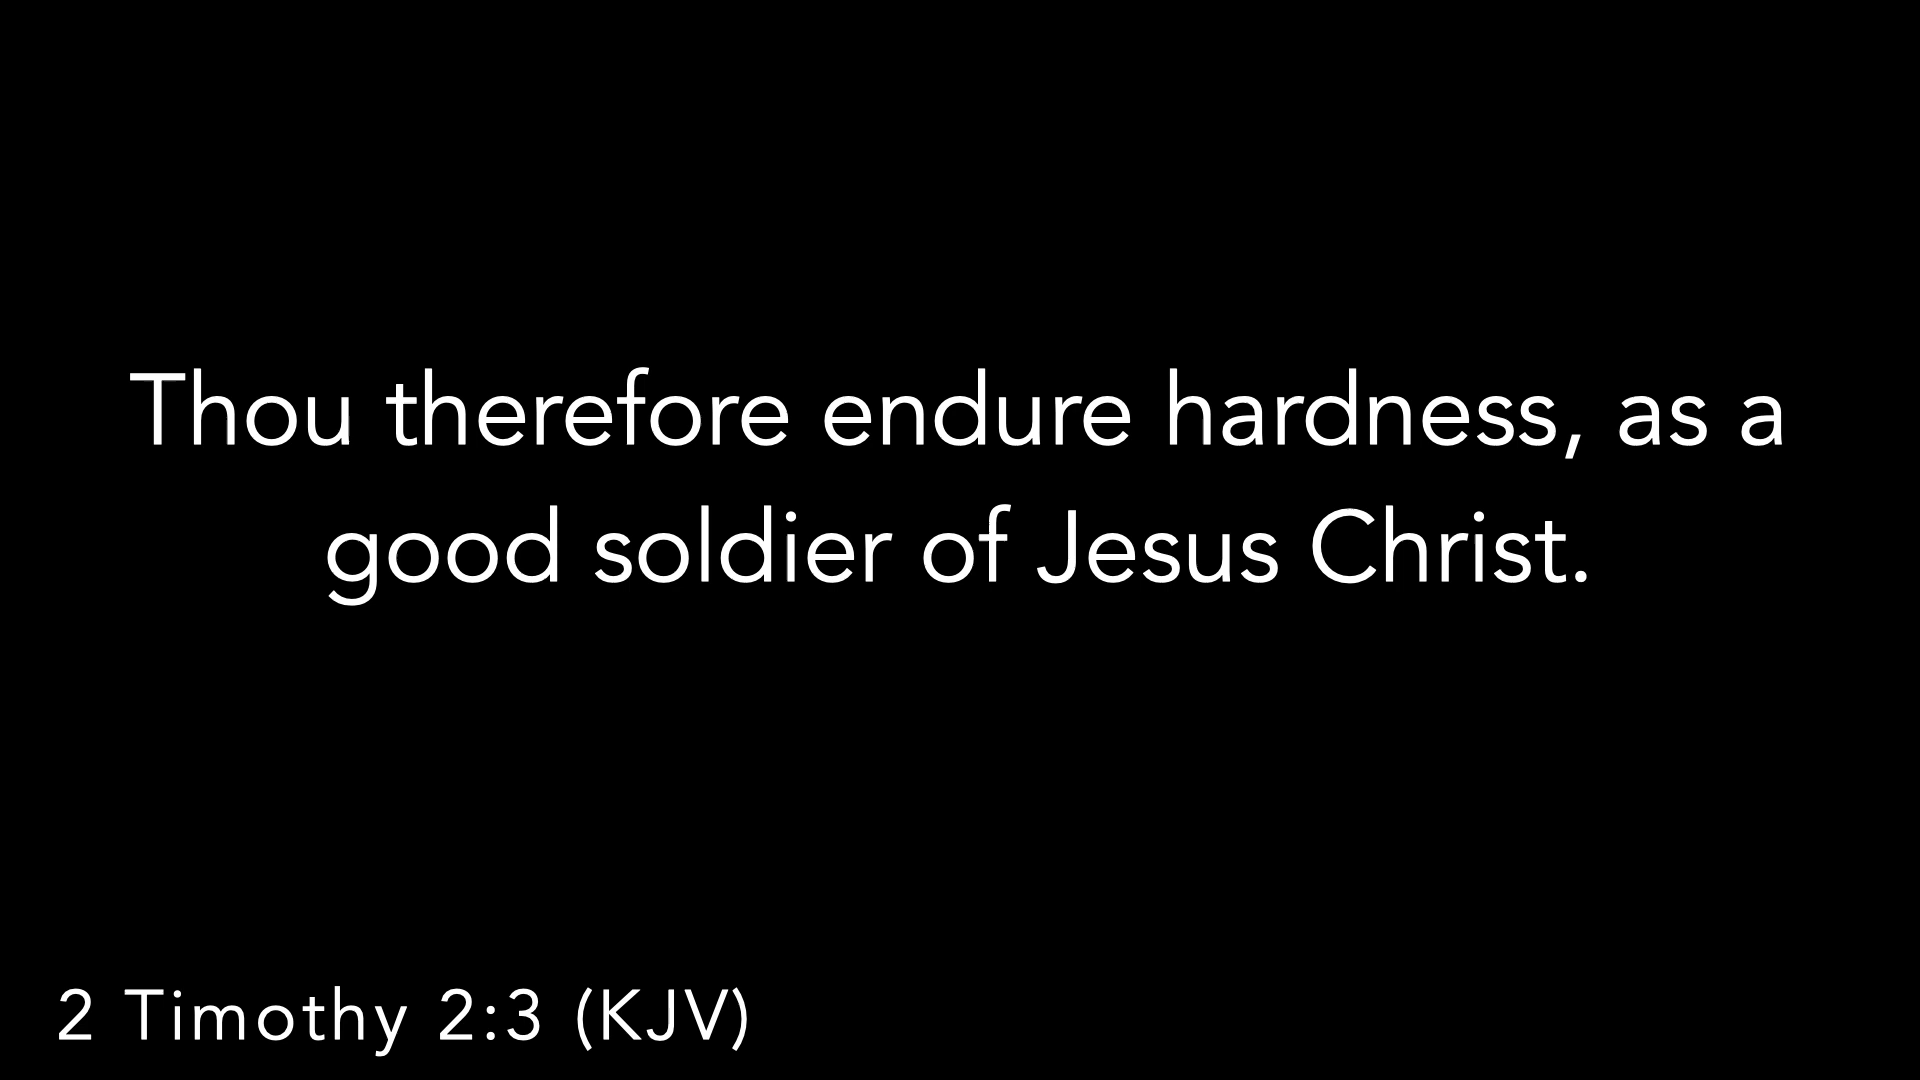 Thou therefore endure hardness, as a
good soldier of Jesus Christ.
2 Timothy 2:3 (KJV)